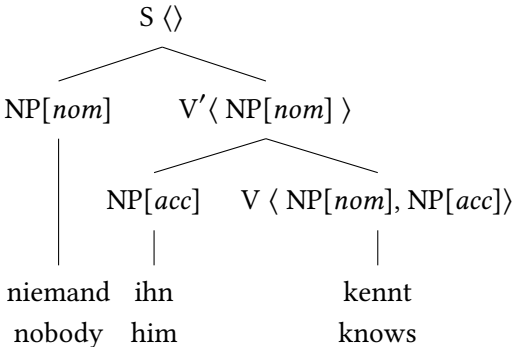 S ⟨⟩
NP[nom] V′⟨ NP[nom] ⟩
NP[acc] V ⟨ NP[nom], NP[acc]⟩
niemand ihn kennt
nobody him knows